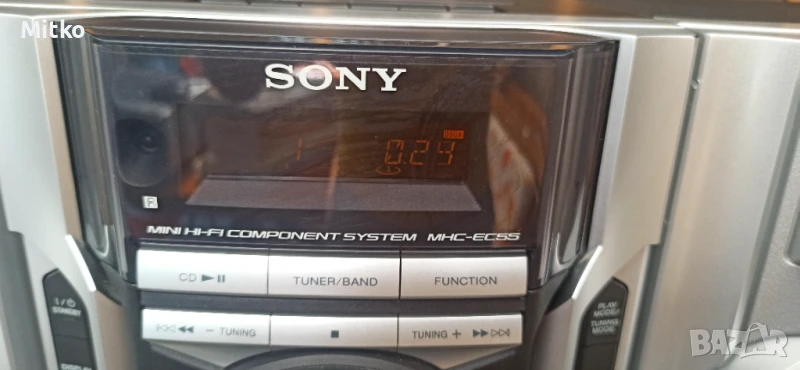 Mitko
SONY
1 0.24
MINI HI-FI COMPONENT SYSTEM MHC-EC55
CD ►II TUNER/BAND FUNCTION
I/⏻ STANDBY
PLAY MODE/
TUNING MODE
I◄◄ ◄◄ – TUNING ■ TUNING + ►► ►►I
DISPLAY
BAZAR